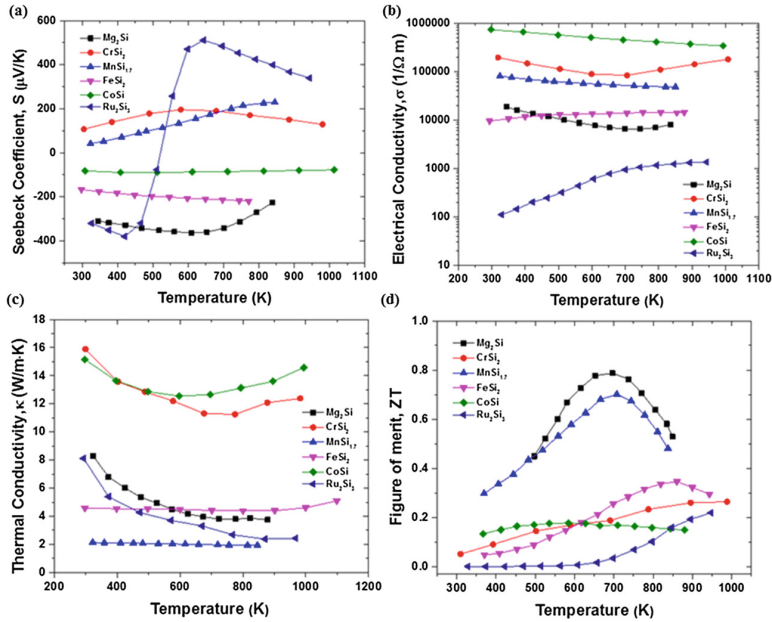 (a)
Seebeck Coefficient, S (μV/K)
600
400
200
0
-200
-400
Mg2Si
CrSi2
MnSi1.7
FeSi2
CoSi
Ru2Si3
300 400 500 600 700 800 900 1000 1100
Temperature (K)
(b)
Electrical Conductivity,σ (1/Ω m)
1000000
100000
10000
1000
100
10
Mg2Si
CrSi2
MnSi1.7
FeSi2
CoSi
Ru2Si3
200 300 400 500 600 700 800 900 1000 1100
Temperature (K)
(c)
Thermal Conductivity,κ (W/m·K)
18
16
14
12
10
8
6
4
2
0
Mg2Si
CrSi2
MnSi1.7
FeSi2
CoSi
Ru2Si3
200 400 600 800 1000 1200
Temperature (K)
(d)
Figure of merit, ZT
1.0
0.8
0.6
0.4
0.2
0.0
Mg2Si
CrSi2
MnSi1.7
FeSi2
CoSi
Ru2Si3
300 400 500 600 700 800 900 1000
Temperature (K)